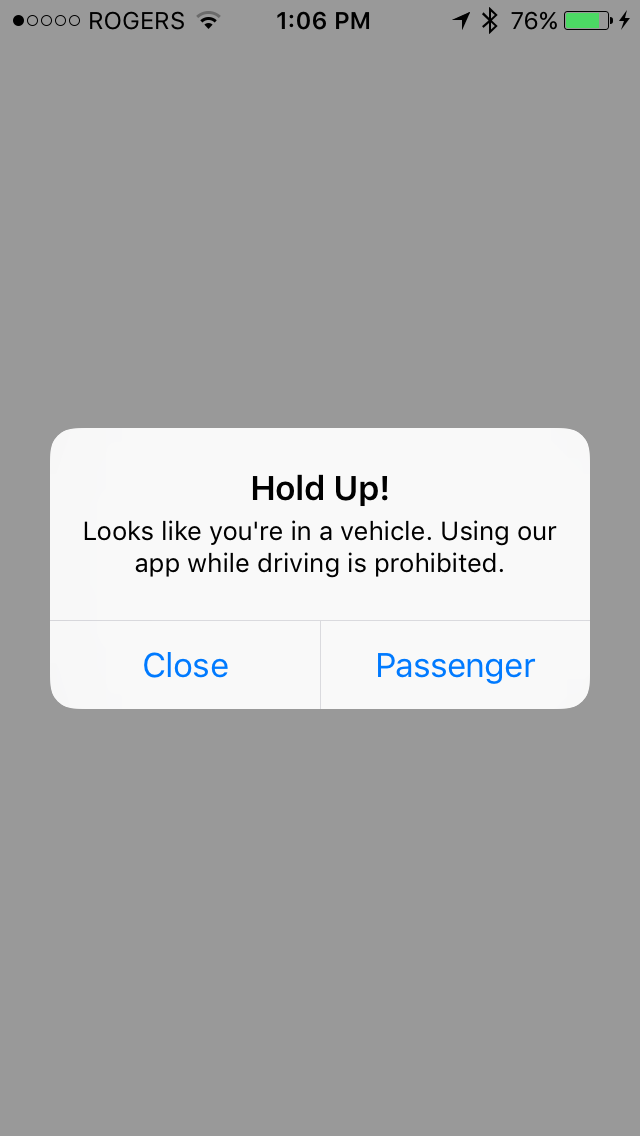 ROGERS 1:06 PM 76%
Hold Up!
Looks like you're in a vehicle. Using our
app while driving is prohibited.
Close Passenger